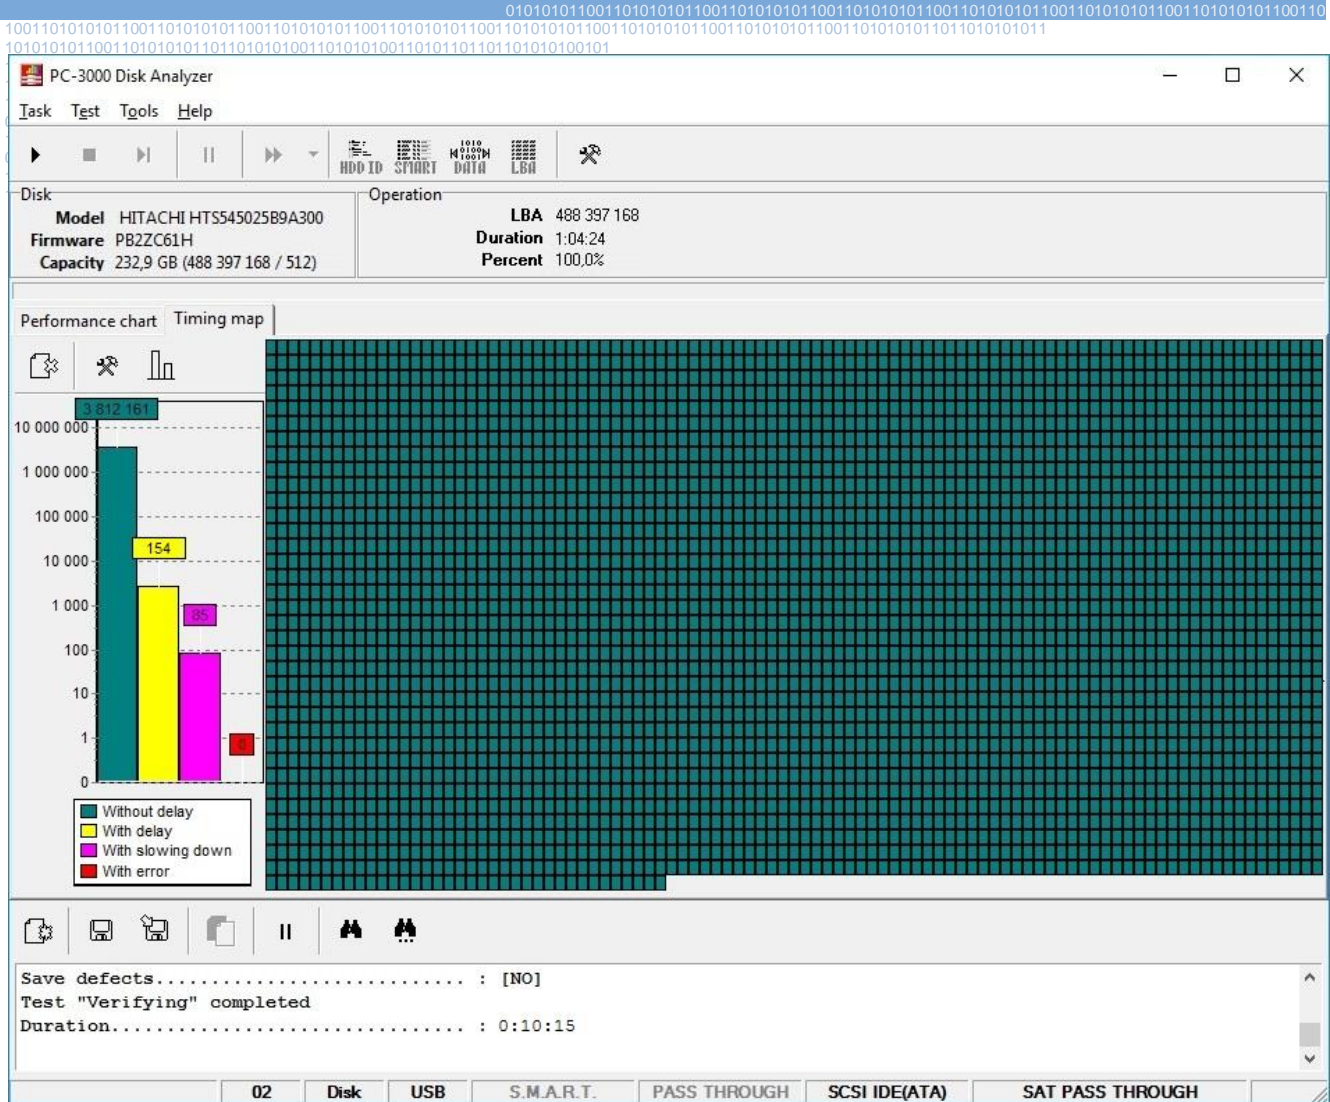 0101010110011010101011001101010101100110101010110011010101011001101010101100110101010110011010
10011010101011001101010101100110101010110011010101011001101010101100110101010110011010101011001101010101101101010101011
PC-3000 Disk Analyzer
Task Test Tools Help
HDD ID SMART DATA LBA
Disk
Model HITACHI HTS545025B9A300
Firmware PB2ZC61H
Capacity 232,9 GB (488 397 168 / 512)
Operation
LBA 488 397 168
Duration 1:04:24
Percent 100,0%
Performance chart Timing map
3 812 161
10 000 000
1 000 000
100 000
154
10 000
1 000
85
100
10
1
0
0
Without delay
With delay
With slowing down
With error
Save defects........................... : [NO]
Test "Verifying" completed
Duration............................... : 0:10:15
02 Disk USB S.M.A.R.T. PASS THROUGH SCSI IDE(ATA) SAT PASS THROUGH